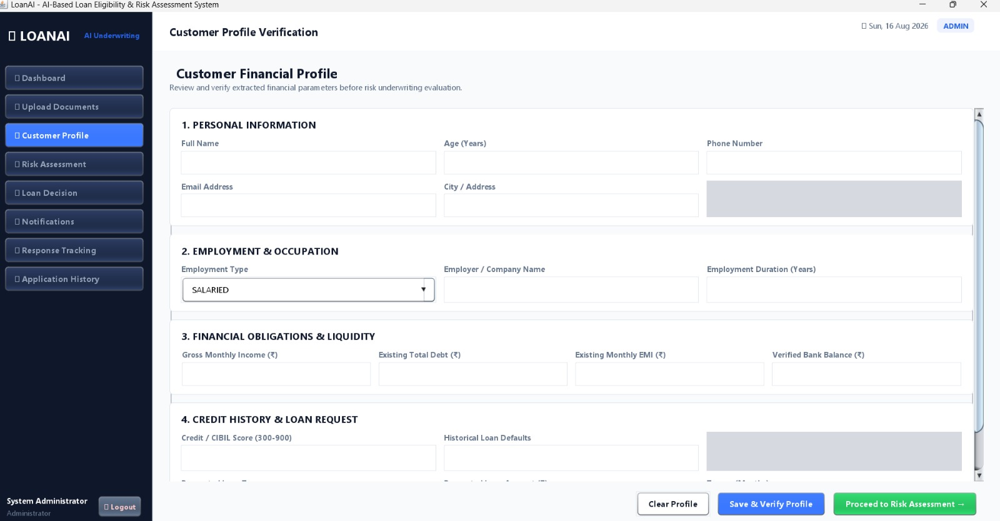 LoanAI - AI-Based Loan Eligibility & Risk Assessment System
LOANAI AI Underwriting
Customer Profile Verification
Sun, 16 Aug 2026 ADMIN
Dashboard
Upload Documents
Customer Profile
Risk Assessment
Loan Decision
Notifications
Response Tracking
Application History
System Administrator
Administrator
Logout
Customer Financial Profile
Review and verify extracted financial parameters before risk underwriting evaluation.
1. PERSONAL INFORMATION
Full Name Age (Years) Phone Number
Email Address City / Address
2. EMPLOYMENT & OCCUPATION
Employment Type Employer / Company Name Employment Duration (Years)
SALARIED
3. FINANCIAL OBLIGATIONS & LIQUIDITY
Gross Monthly Income (₹) Existing Total Debt (₹) Existing Monthly EMI (₹) Verified Bank Balance (₹)
4. CREDIT HISTORY & LOAN REQUEST
Credit / CIBIL Score (300-900) Historical Loan Defaults
Clear Profile Save & Verify Profile Proceed to Risk Assessment →